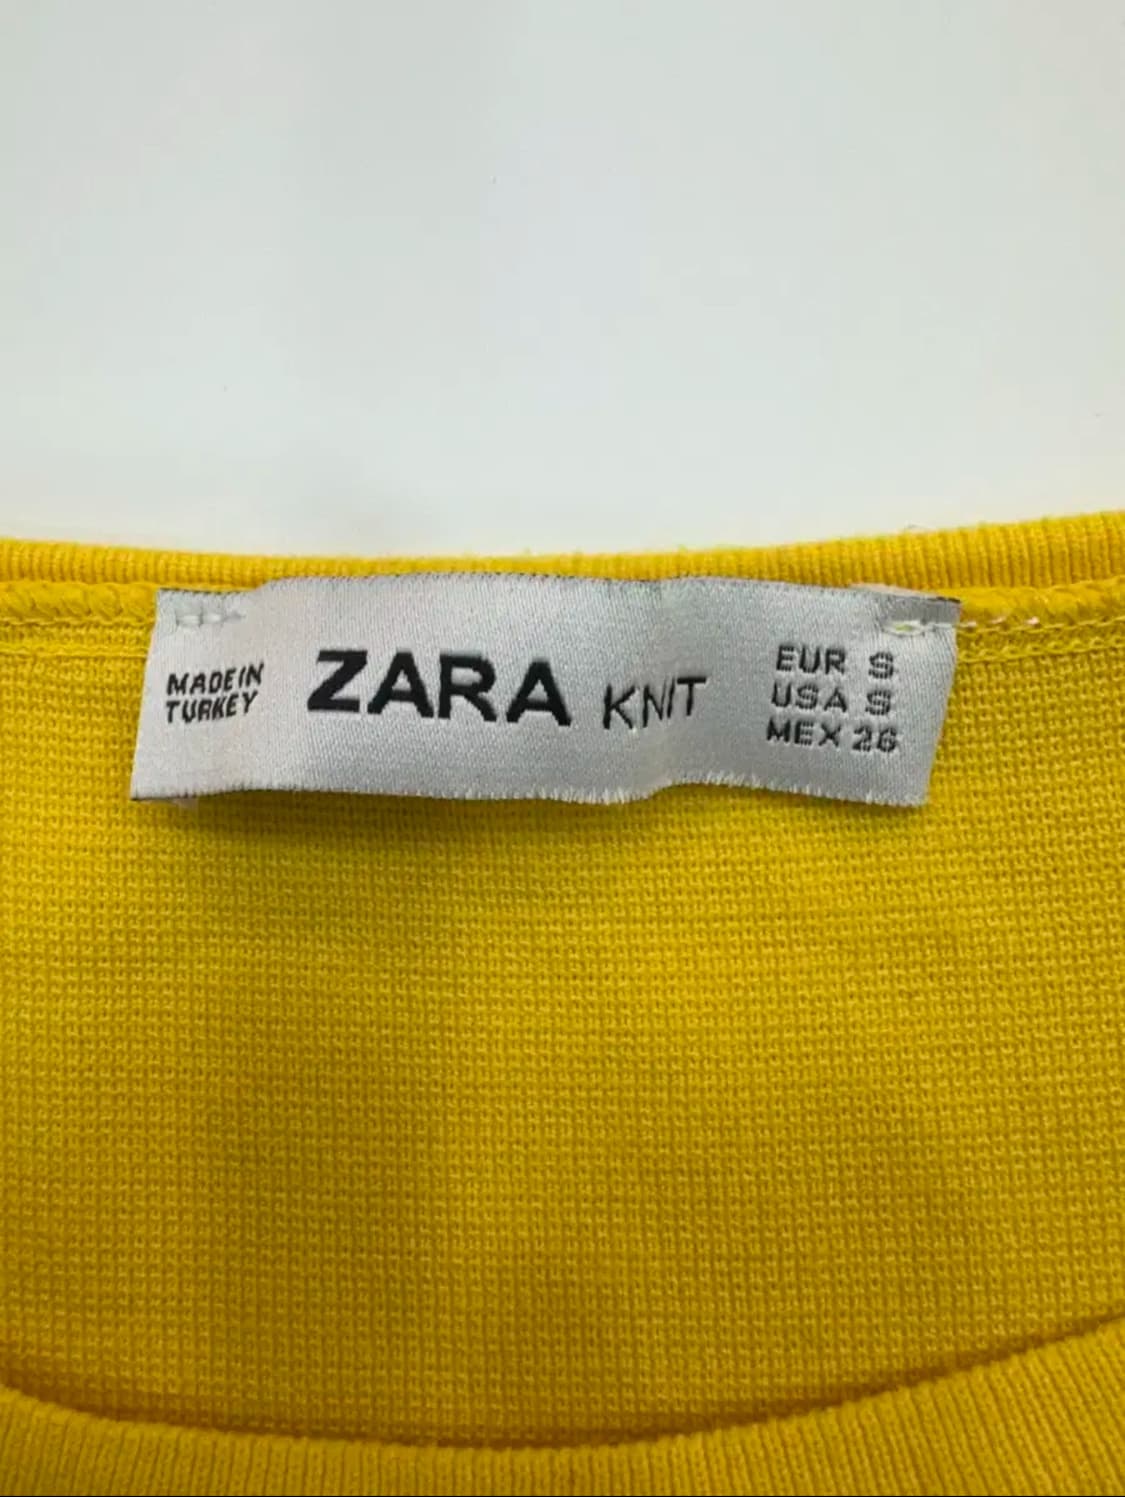 MADE IN
TURKEY
ZARA KNIT
EUR S
USA S
MEX 26